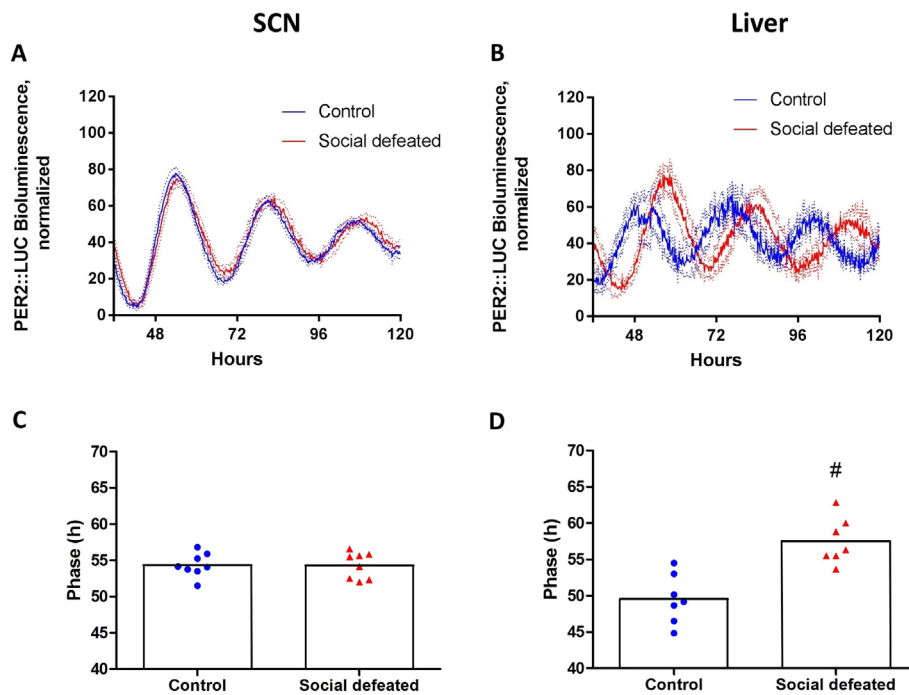 SCN
Liver
A
B
PER2::LUC Bioluminescence,
normalized
120
100
80
60
40
20
0
48
72
96
120
Hours
Control
Social defeated
PER2::LUC Bioluminescence,
normalized
120
100
80
60
40
20
0
48
72
96
120
Hours
Control
Social defeated
C
D
Phase (h)
70
65
60
55
50
45
40
Control
Social defeated
Phase (h)
70
65
60
55
50
45
40
#
Control
Social defeated